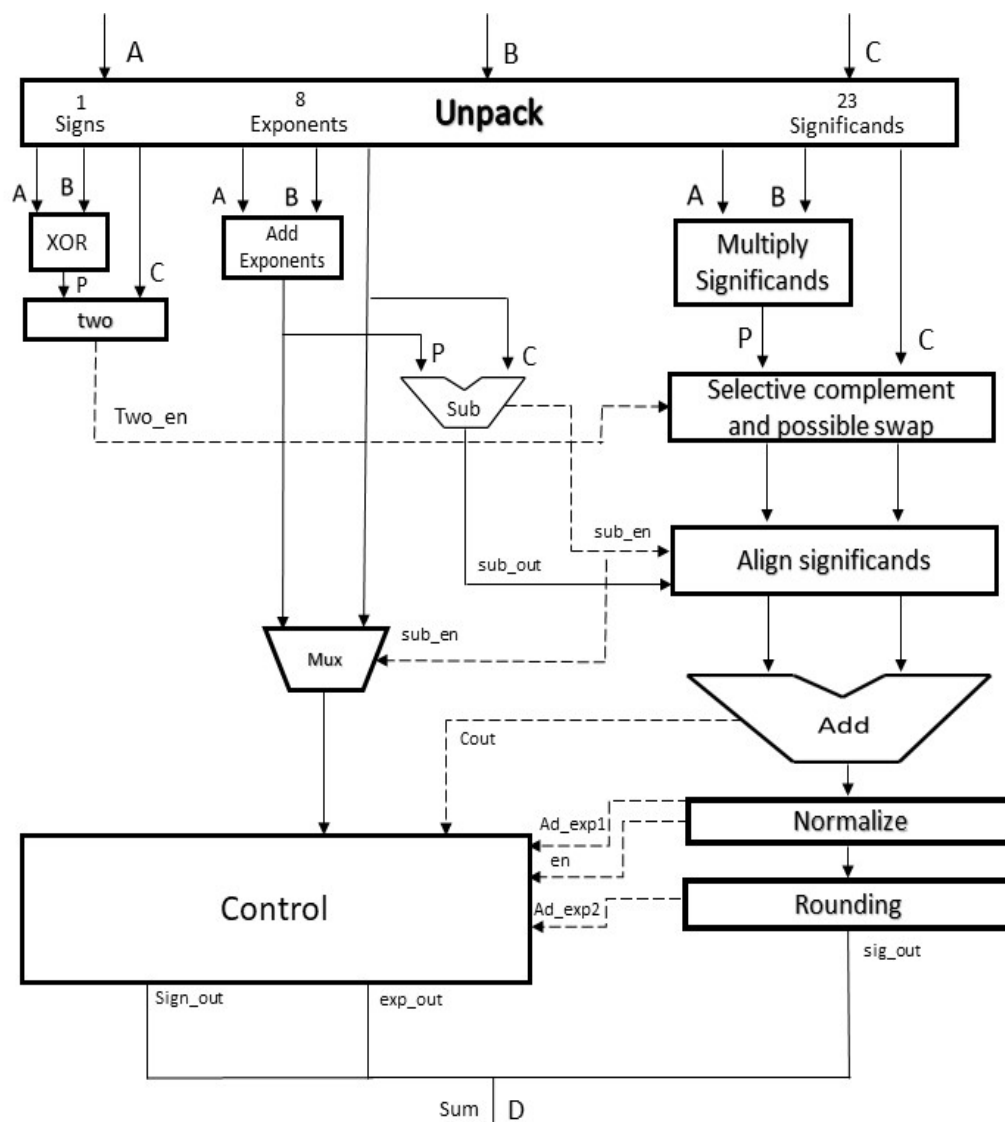 A
B
C
1
Signs
8
Exponents
Unpack
23
Significands
A
B
A
B
A
B
XOR
Add
Exponents
Multiply
Significands
P
C
two
P
C
P
C
Sub
Selective complement
and possible swap
Two_en
sub_en
Align significands
sub_out
sub_en
Mux
Add
Cout
Ad_exp1
Normalize
en
Control
Ad_exp2
Rounding
sig_out
Sign_out
exp_out
Sum
D